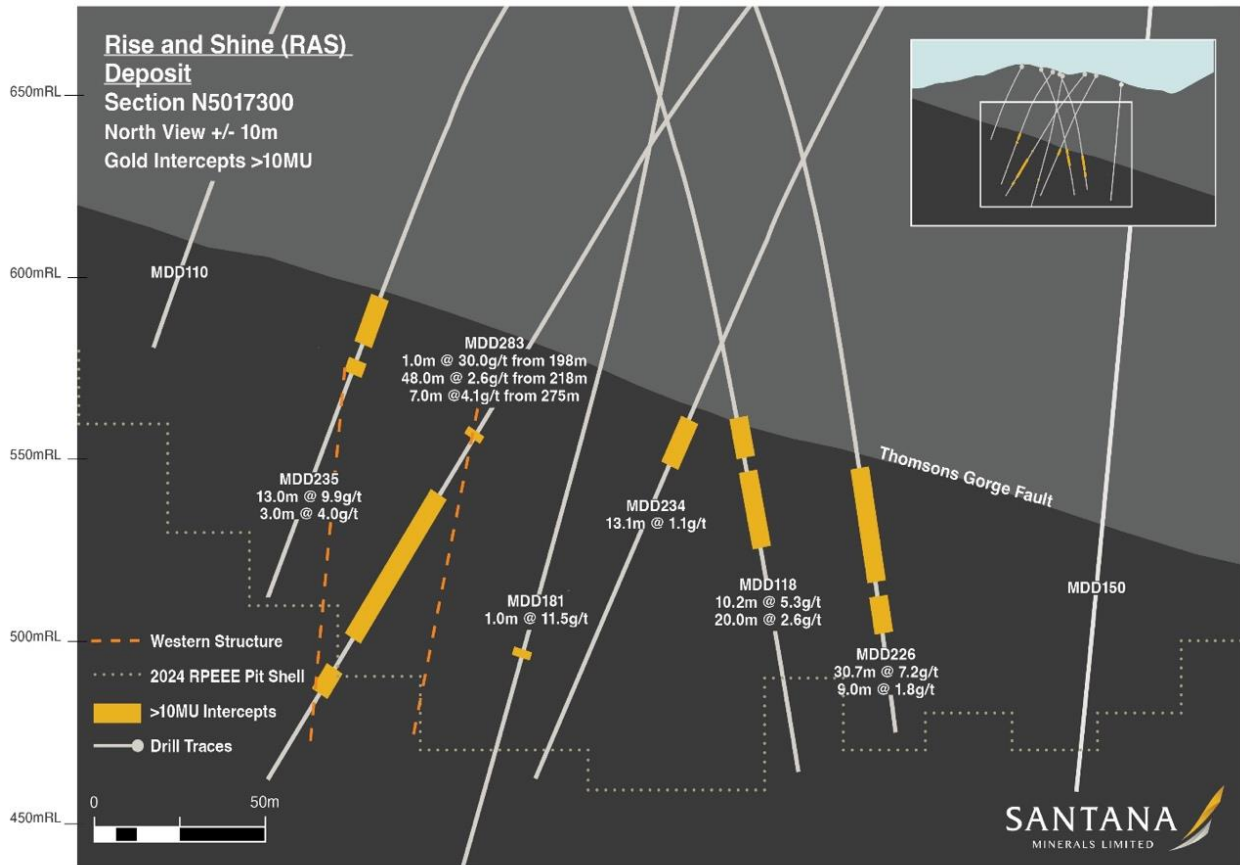 Rise and Shine (RAS)
Deposit
Section N5017300
North View +/- 10m
Gold Intercepts >10MU
650mRL
600mRL
550mRL
500mRL
450mRL
MDD110
MDD283
1.0m @ 30.0g/t from 198m
48.0m @ 2.6g/t from 218m
7.0m @4.1g/t from 275m
MDD235
13.0m @ 9.9g/t
3.0m @ 4.0g/t
MDD234
13.1m @ 1.1g/t
Thomsons Gorge Fault
MDD181
1.0m @ 11.5g/t
MDD118
10.2m @ 5.3g/t
20.0m @ 2.6g/t
MDD150
MDD226
30.7m @ 7.2g/t
9.0m @ 1.8g/t
Western Structure
2024 RPEEE Pit Shell
>10MU Intercepts
Drill Traces
0 50m
SANTANA
MINERALS LIMITED